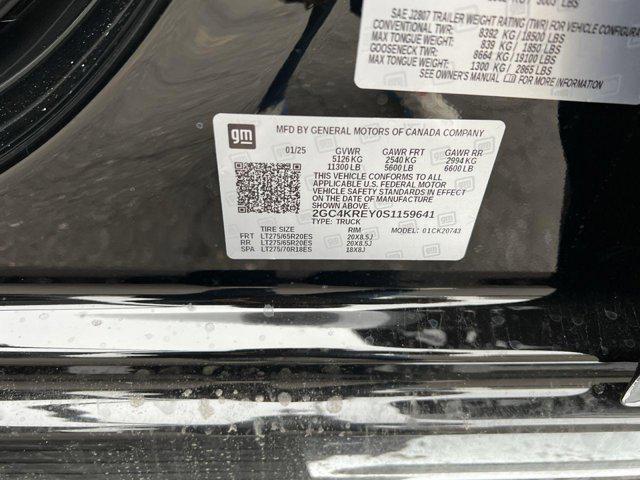 SAE J2807 TRAILER WEIGHT RATING (TWR) FOR VEHICLE CONFIGURA
CONVENTIONAL TWR: 8392 KG / 18500 LBS
MAX TONGUE WEIGHT: 839 KG / 1850 LBS
GOOSENECK TWR: 8664 KG / 19100 LBS
MAX TONGUE WEIGHT: 1300 KG / 2865 LBS
SEE OWNER'S MANUAL FOR MORE INFORMATION
gm MFD BY GENERAL MOTORS OF CANADA COMPANY
01/25 GVWR GAWR FRT GAWR RR
5126 KG 2540 KG 2994 KG
11300 LB 5600 LB 6600 LB
THIS VEHICLE CONFORMS TO ALL
APPLICABLE U.S. FEDERAL MOTOR
VEHICLE SAFETY STANDARDS IN EFFECT
ON THE DATE OF MANUFACTURE
SHOWN ABOVE.
2GC4KREY0S1159641
TYPE: TRUCK
TIRE SIZE RIM MODEL: 01CK20743
FRT LT275/65R20ES 20X8.5J
RR LT275/65R20ES 20X8.5J
SPA LT275/70R18ES 18X8J